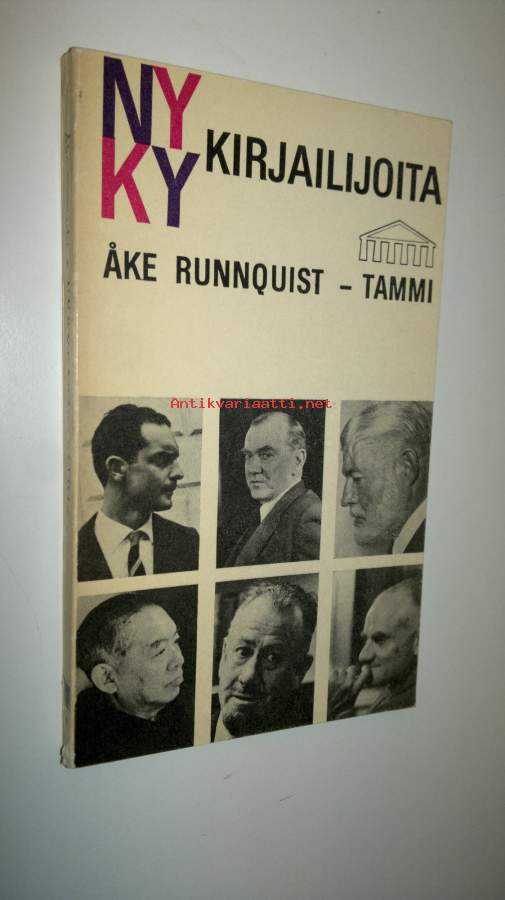 NY
KY KIRJAILIJOITA
ÅKE RUNNQUIST – TAMMI
Antikvariaatti.net